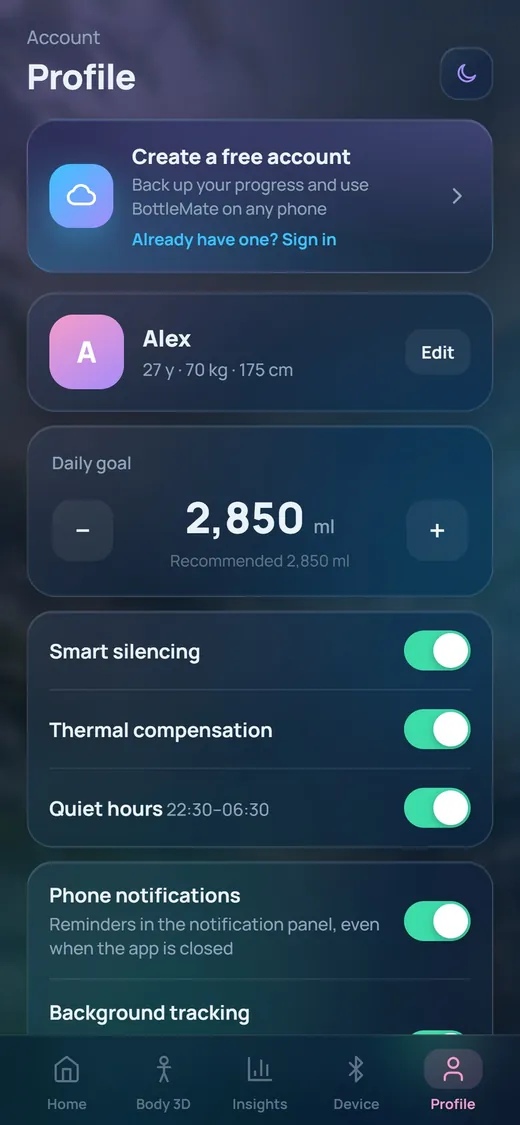 Account
Profile
Create a free account
Back up your progress and use
BottleMate on any phone
Already have one? Sign in
A
Alex
27 y · 70 kg · 175 cm
Edit
Daily goal
−
2,850 ml
+
Recommended 2,850 ml
Smart silencing
Thermal compensation
Quiet hours 22:30–06:30
Phone notifications
Reminders in the notification panel, even
when the app is closed
Background tracking
Home
Body 3D
Insights
Device
Profile